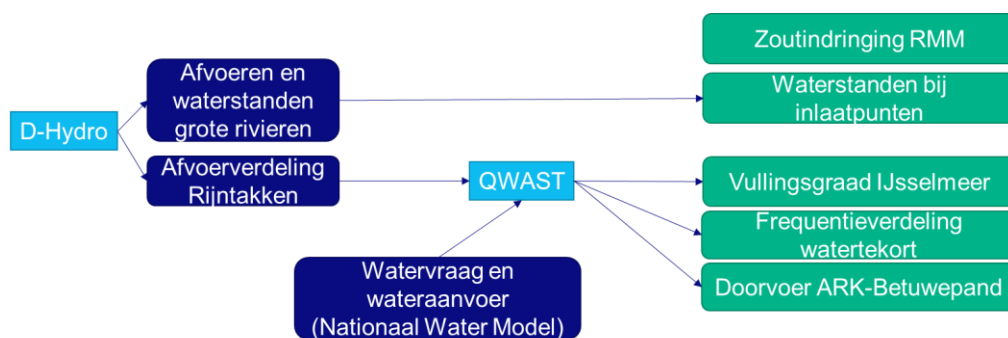 Zoutindringing RMM
Afvoeren en
waterstanden
grote rivieren
Waterstanden bij
inlaatpunten
D-Hydro
Afvoerverdeling
Rijntakken
QWAST
Vullingsgraad IJsselmeer
Frequentieverdeling
watertekort
Watervraag en
wateraanvoer
(Nationaal Water Model)
Doorvoer ARK-Betuwepand